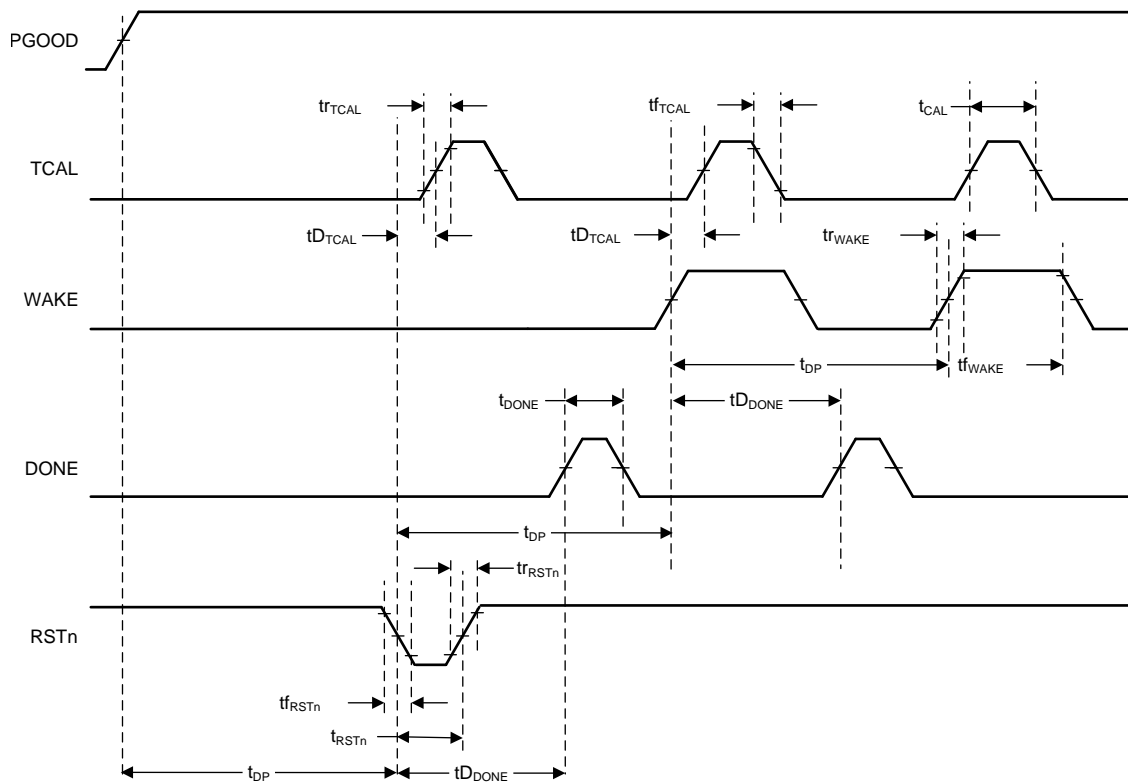 PGOOD
trTCAL
tfTCAL
tCAL
TCAL
tDTCAL
tDTCAL
trWAKE
WAKE
tDP
tfWAKE
tDONE
tDDONE
DONE
tDP
trRSTn
RSTn
tfRSTn
tRSTn
tDP
tDDONE